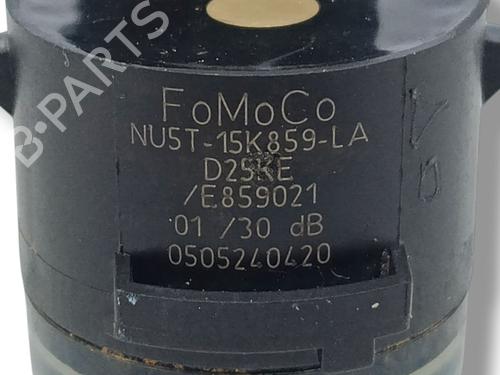 B-PARTS
FoMoCo
NU5T-15K859-LA
D25KE
/E859021
01 /30 dB
0505240420